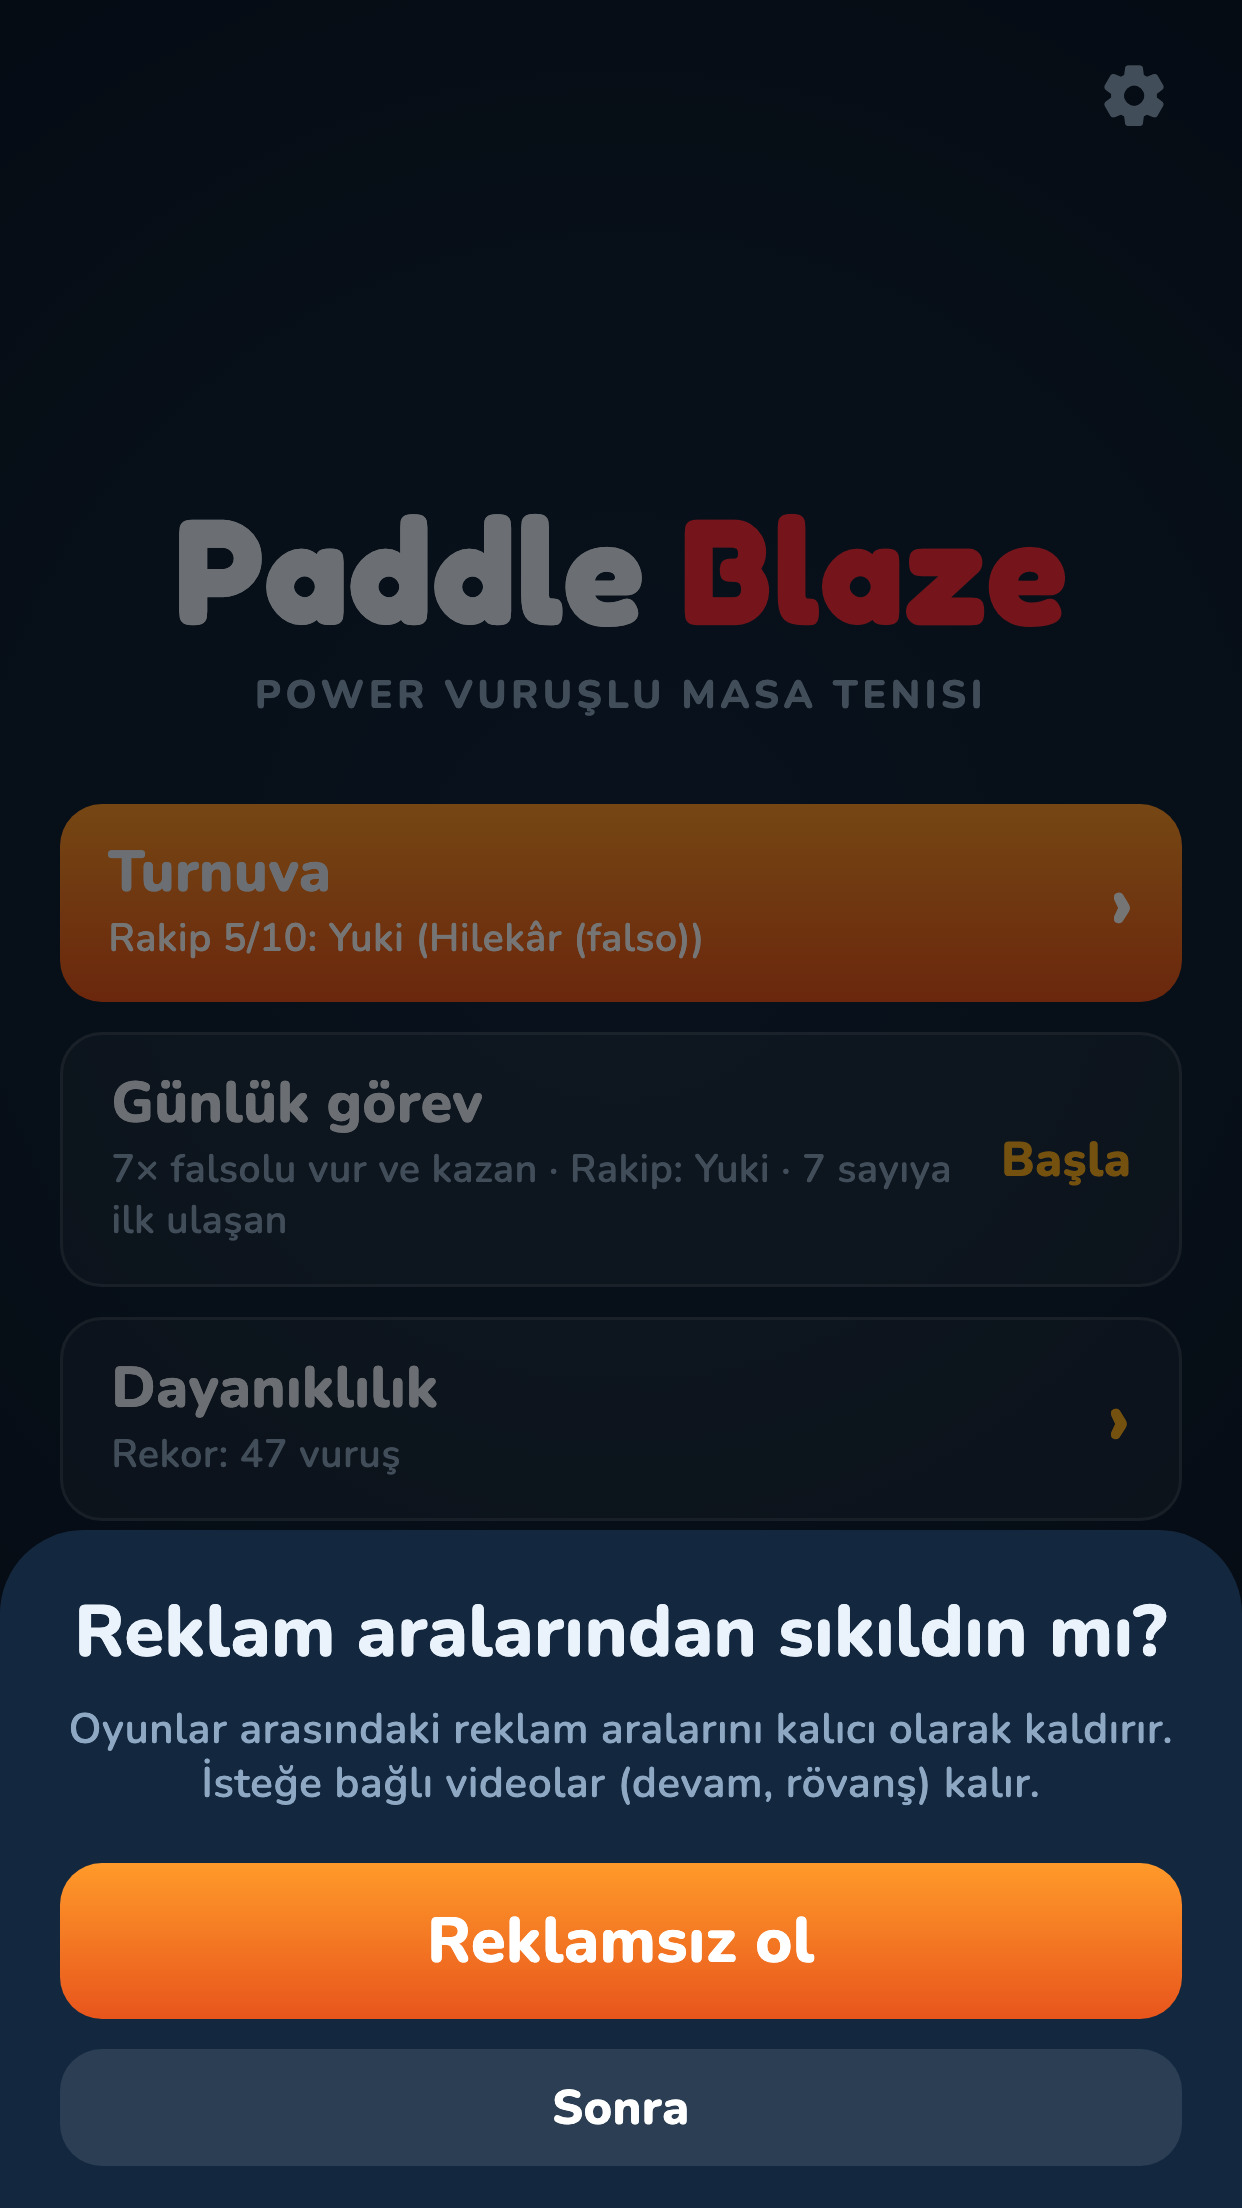 Paddle Blaze
POWER VURUŞLU MASA TENISI
Turnuva
Rakip 5/10: Yuki (Hilekâr (falso))
›
Günlük görev
7× falsolu vur ve kazan · Rakip: Yuki · 7 sayıya
ilk ulaşan
Başla
Dayanıklılık
Rekor: 47 vuruş
›
Reklam aralarından sıkıldın mı?
Oyunlar arasındaki reklam aralarını kalıcı olarak kaldırır.
İsteğe bağlı videolar (devam, rövanş) kalır.
Reklamsız ol
Sonra